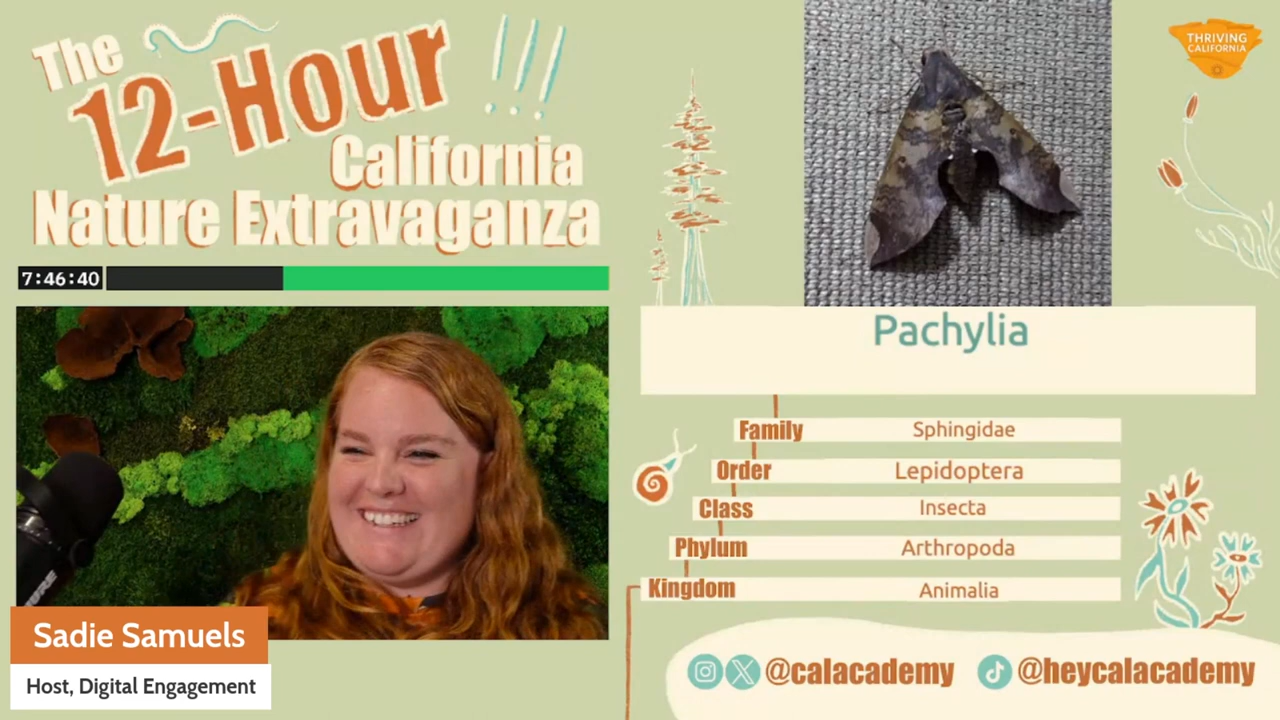 The
12-Hour !!!
California
Nature Extravaganza
THRIVING
CALIFORNIA
7:46:40
Pachylia
Family Sphingidae
Order Lepidoptera
Class Insecta
Phylum Arthropoda
Kingdom Animalia
SHURE
Sadie Samuels
Host, Digital Engagement
@calacademy @heycalacademy